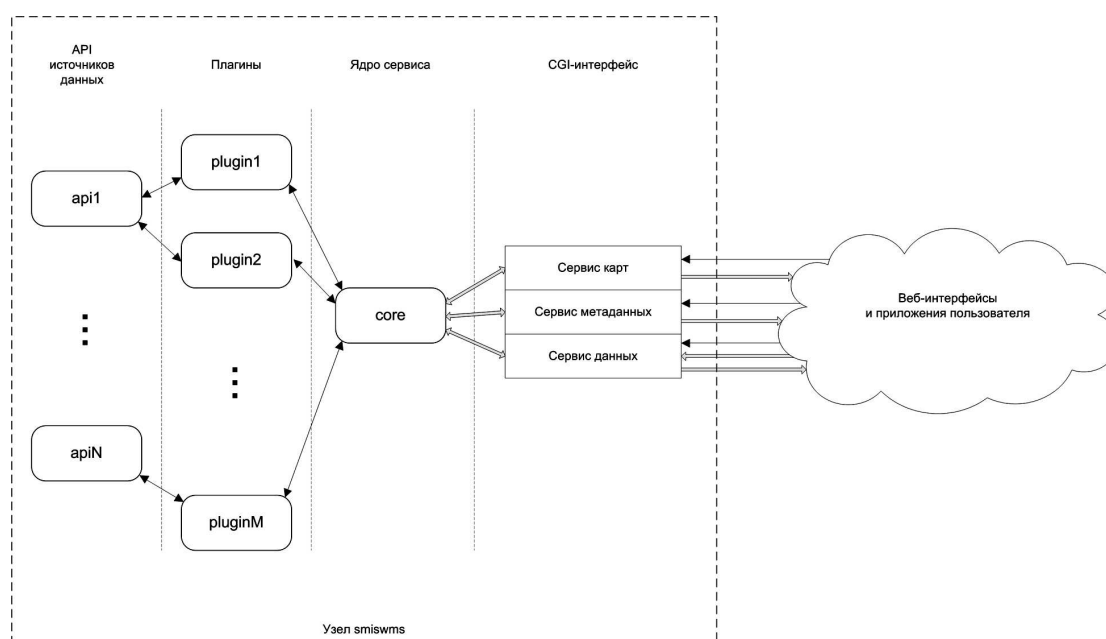 API
источников
данных
Плагины
Ядро сервиса
CGI-интерфейс
plugin1
api1
plugin2
core
Сервис карт
Сервис метаданных
Сервис данных
Веб-интерфейсы
и приложения пользователя
apiN
pluginM
Узел smiswms